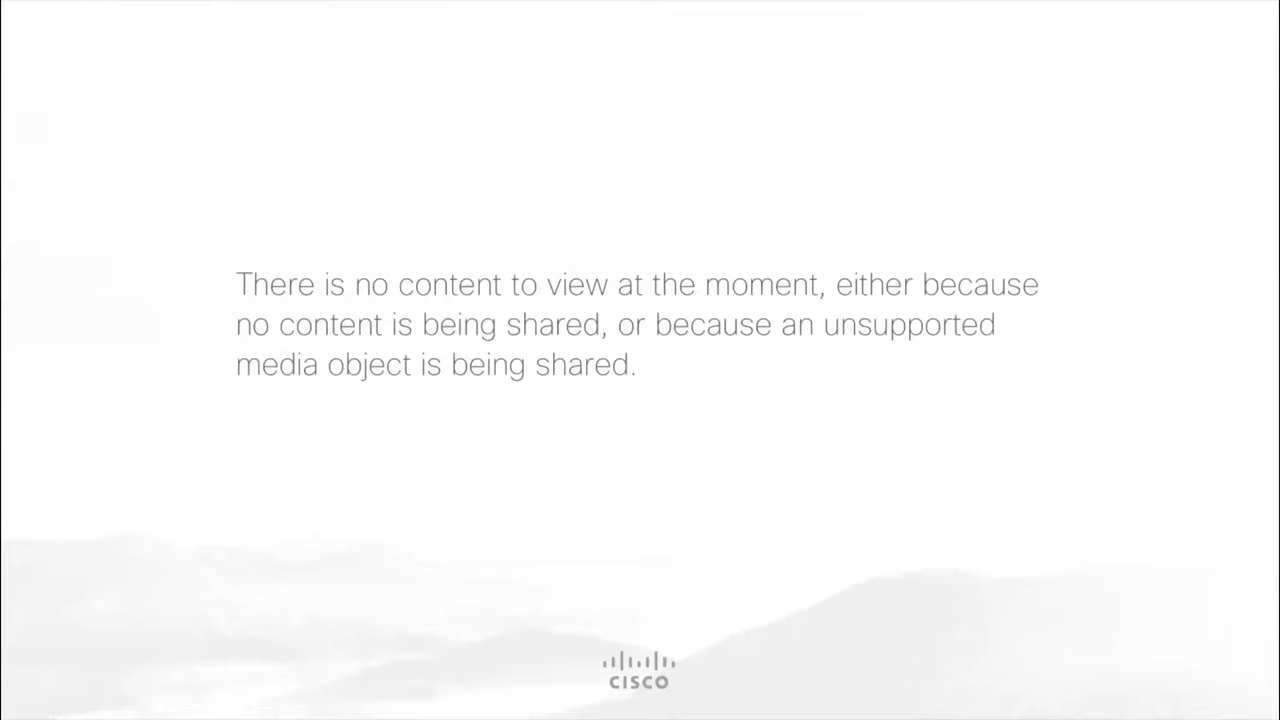 There is no content to view at the moment, either because
no content is being shared, or because an unsupported
media object is being shared.
CISCO